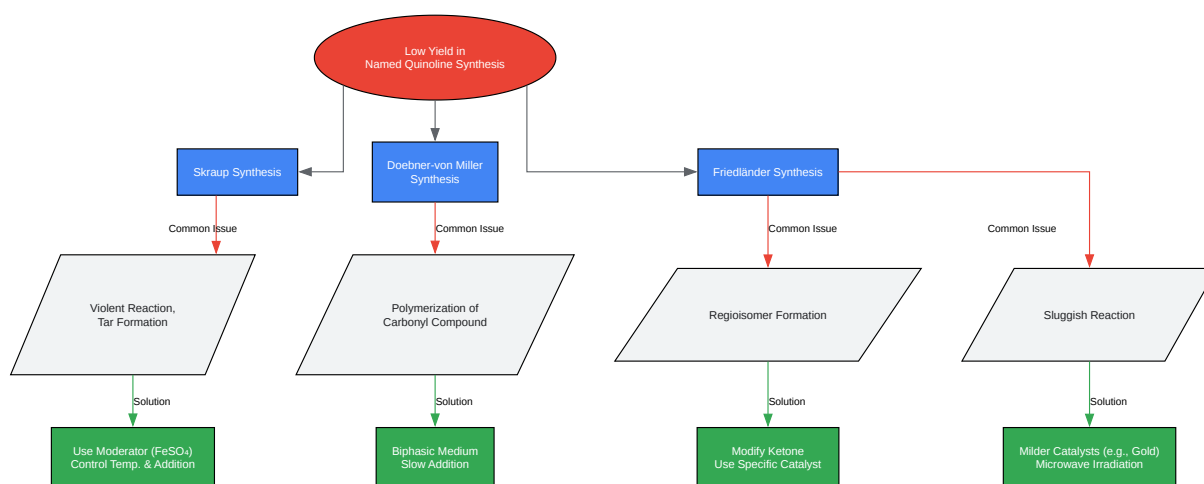 Low Yield in
Named Quinoline Synthesis
Skraup Synthesis
Doebner-von Miller
Synthesis
Friedländer Synthesis
Common Issue
Common Issue
Common Issue
Common Issue
Violent Reaction,
Tar Formation
Polymerization of
Carbonyl Compound
Regioisomer Formation
Sluggish Reaction
Solution
Solution
Solution
Solution
Use Moderator (FeSO₄)
Control Temp. & Addition
Biphasic Medium
Slow Addition
Modify Ketone
Use Specific Catalyst
Milder Catalysts (e.g., Gold)
Microwave Irradiation